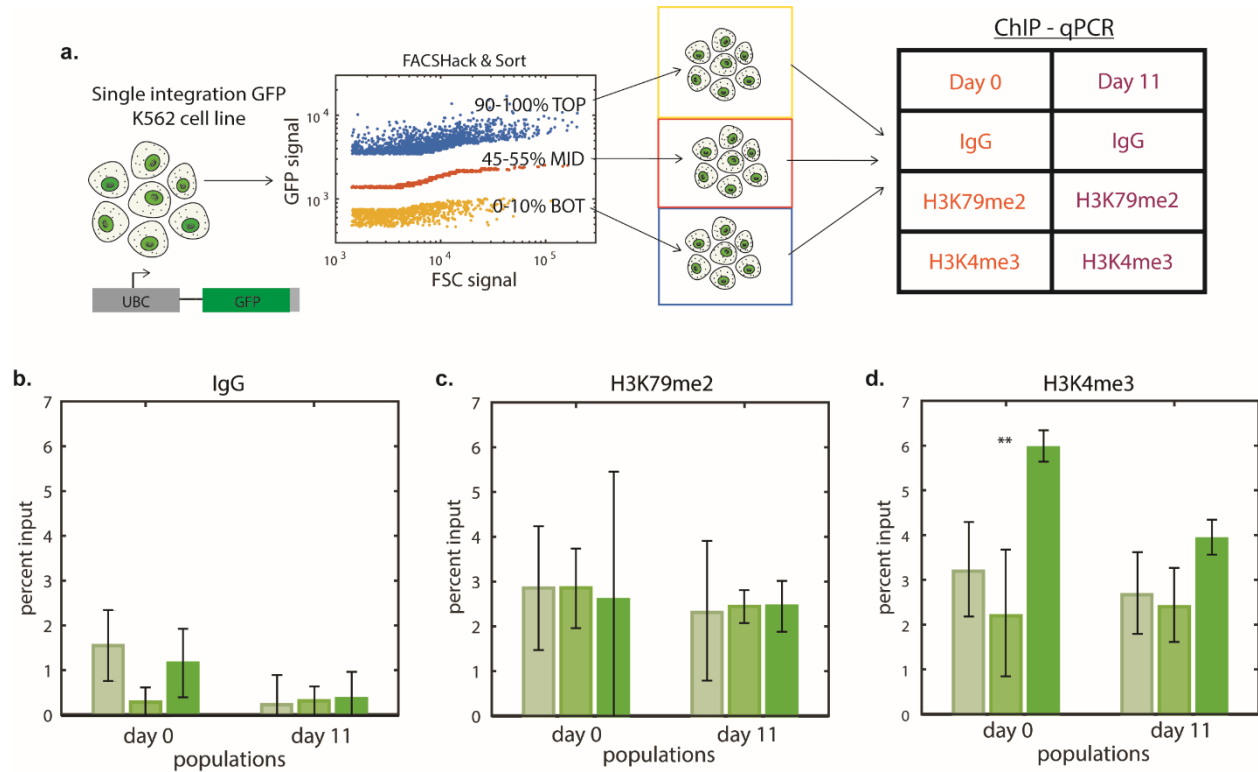 a.
Single integration GFP
K562 cell line
UBC
GFP
FACSHack & Sort
GFP signal
10^4
10^3
90-100% TOP
45-55% MID
0-10% BOT
10^3
10^4
10^5
FSC signal
ChIP - qPCR
Day 0 Day 11
IgG IgG
H3K79me2 H3K79me2
H3K4me3 H3K4me3
b.
IgG
percent input
7
6
5
4
3
2
1
0
day 0 day 11
populations
c.
H3K79me2
percent input
7
6
5
4
3
2
1
0
day 0 day 11
populations
d.
H3K4me3
percent input
7
6
5
4
3
2
1
0
**
day 0 day 11
populations